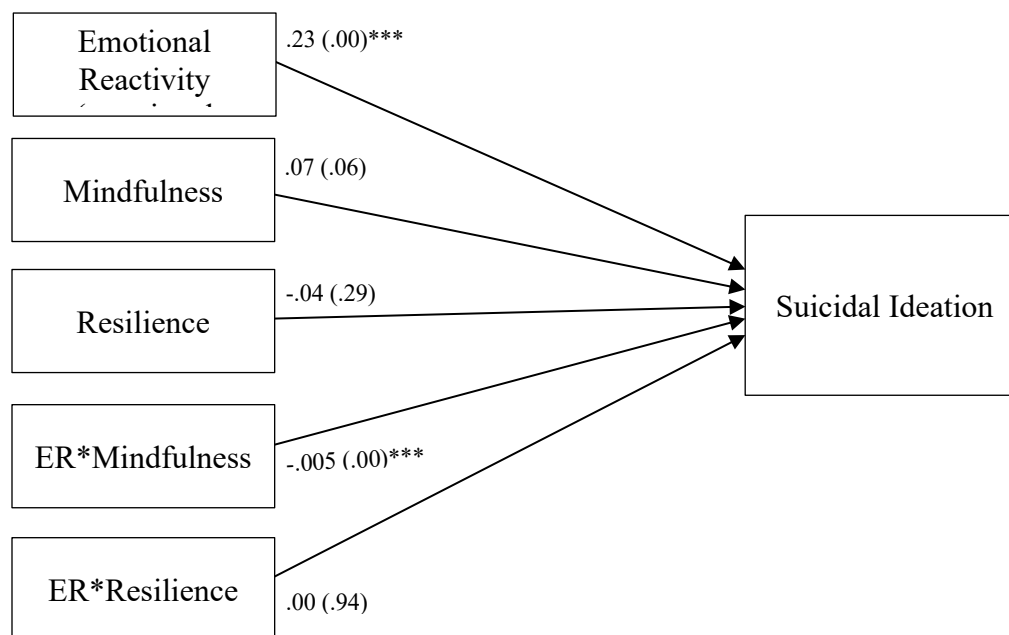 Emotional
Reactivity
.23 (.00)***
Mindfulness
.07 (.06)
Resilience
-.04 (.29)
ER*Mindfulness
-.005 (.00)***
ER*Resilience
.00 (.94)
Suicidal Ideation